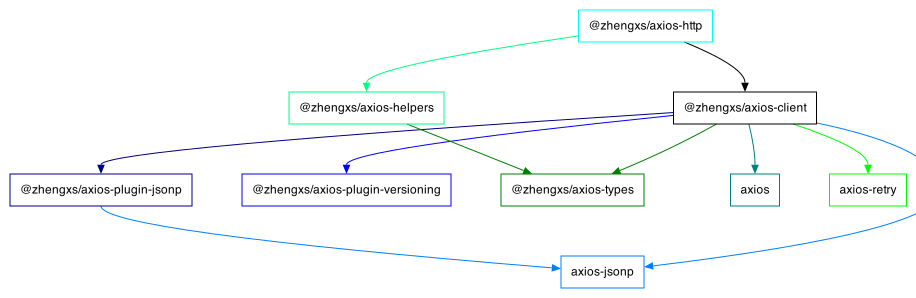 @zhengxs/axios-http
@zhengxs/axios-helpers
@zhengxs/axios-client
@zhengxs/axios-plugin-jsonp
@zhengxs/axios-plugin-versioning
@zhengxs/axios-types
axios
axios-retry
axios-jsonp